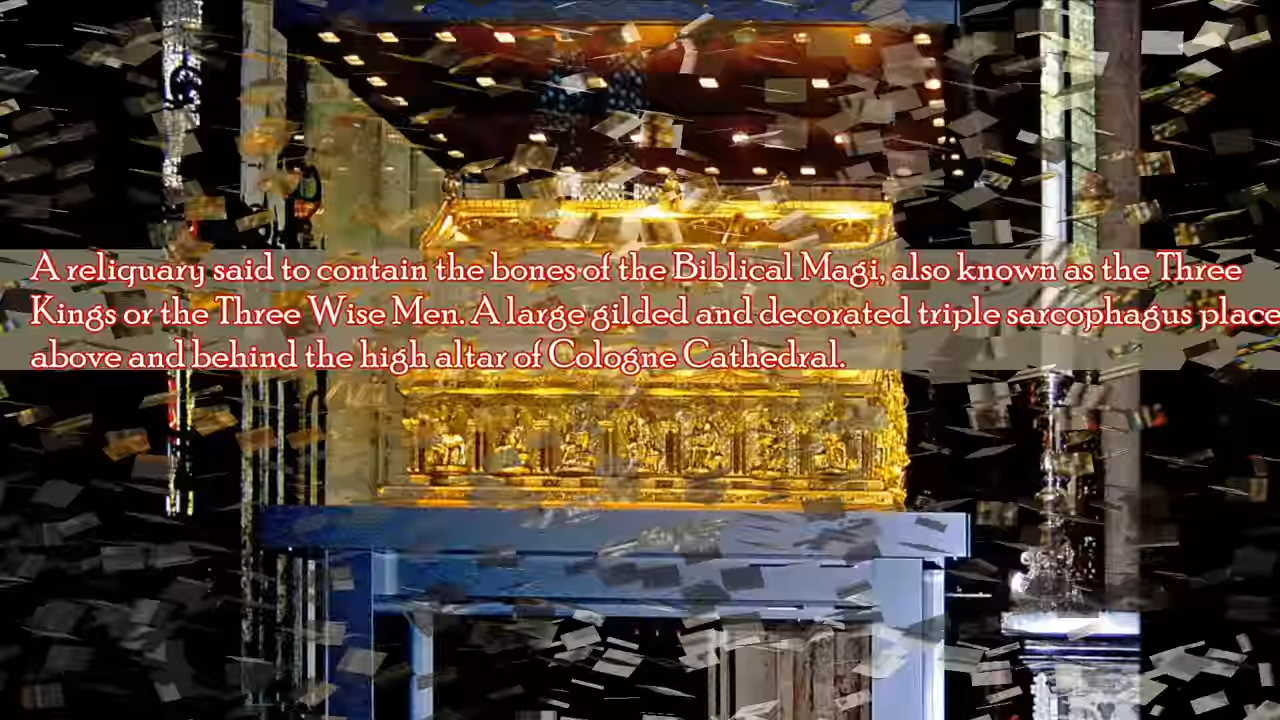 A reliquary said to contain the bones of the Biblical Magi, also known as the Three
Kings or the Three Wise Men. A large gilded and decorated triple sarcophagus place
above and behind the high altar of Cologne Cathedral.